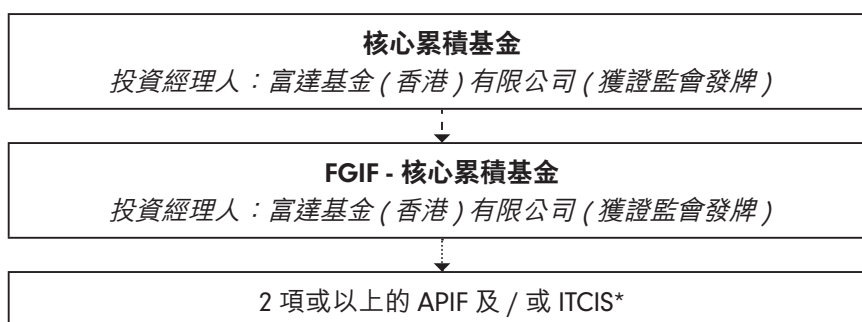 核心累積基金
投資經理人：富達基金 ( 香港 ) 有限公司 ( 獲證監會發牌 )
FGIF - 核心累積基金
投資經理人：富達基金 ( 香港 ) 有限公司 ( 獲證監會發牌 )
2 項或以上的 APIF 及 / 或 ITCIS*